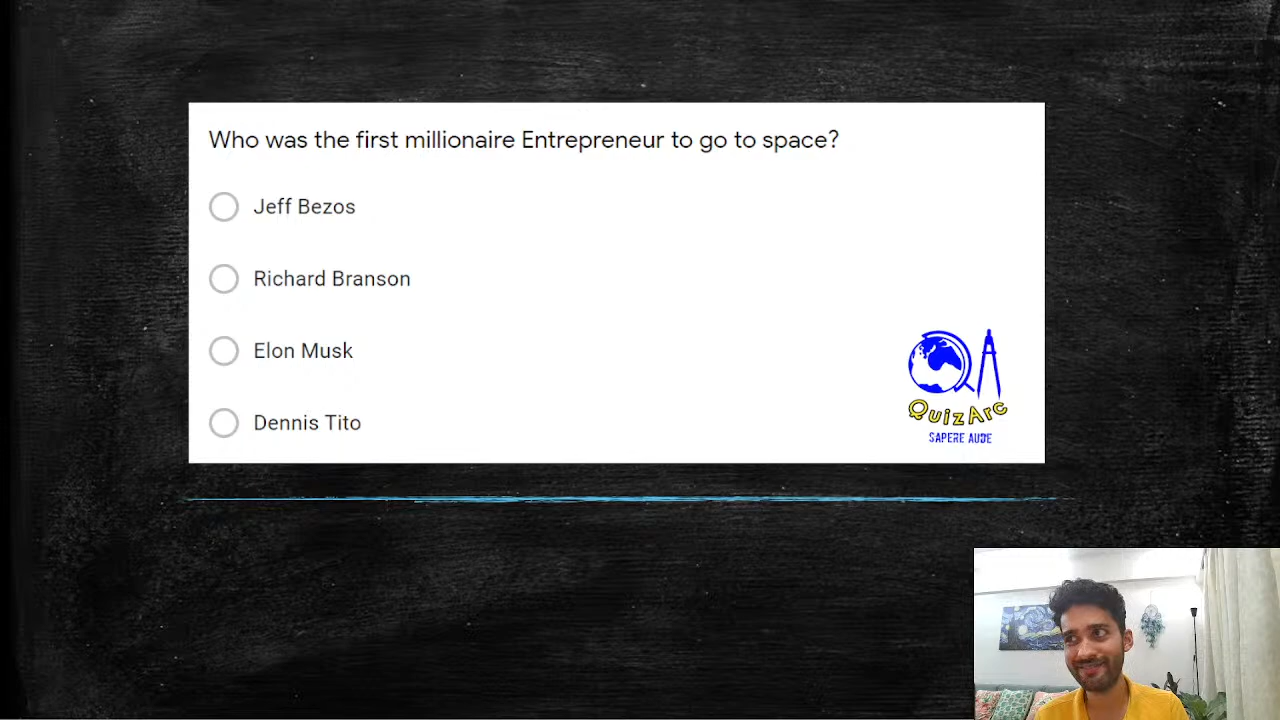 Who was the first millionaire Entrepreneur to go to space?
Jeff Bezos
Richard Branson
Elon Musk
Dennis Tito
QA
QuizArc
SAPERE AUDE